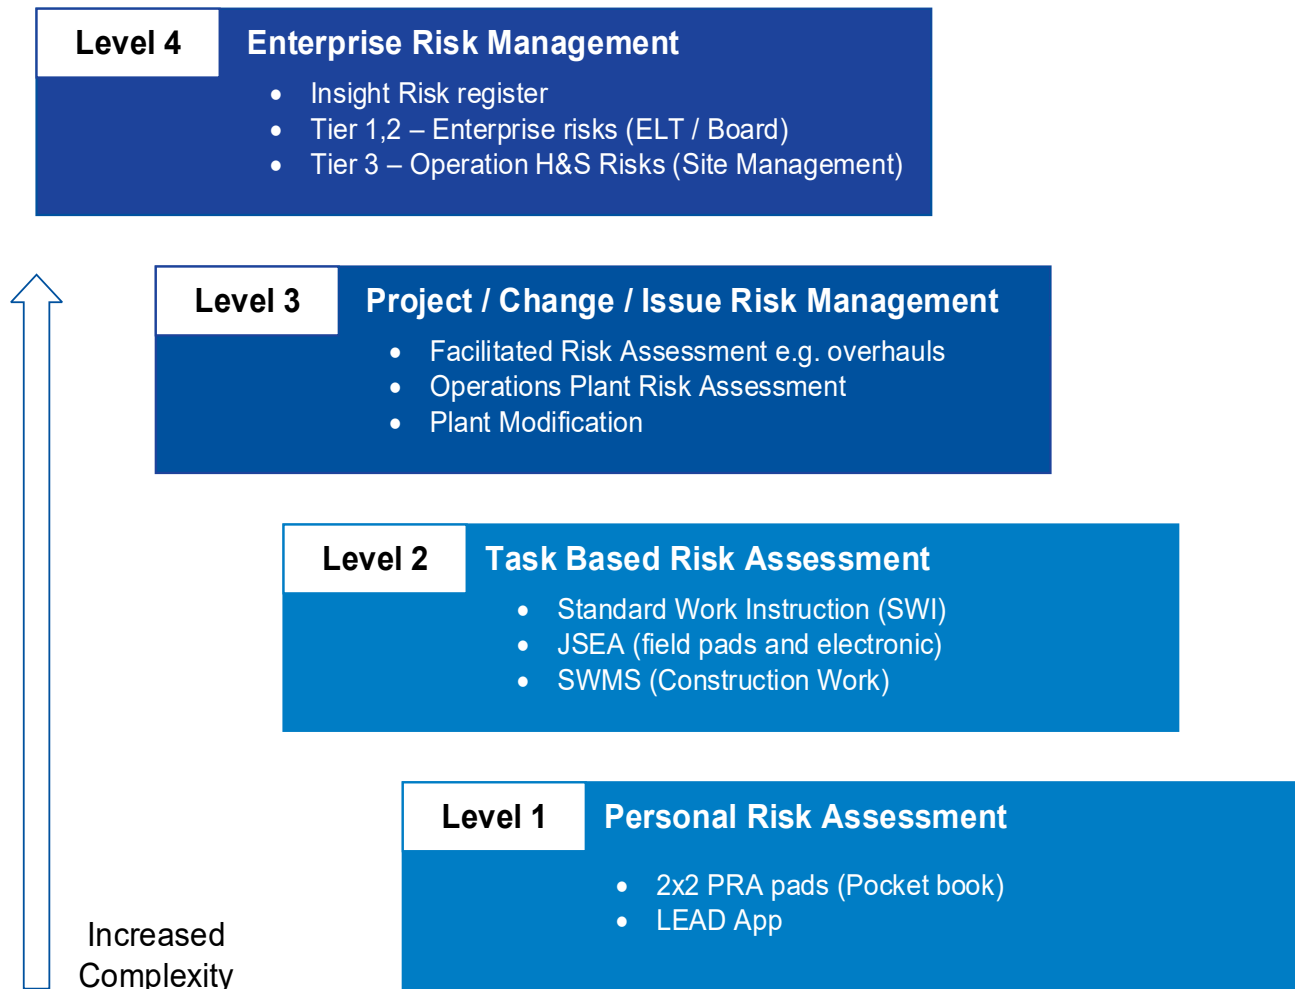 Level 4
Enterprise Risk Management
• Insight Risk register
• Tier 1,2 – Enterprise risks (ELT / Board)
• Tier 3 – Operation H&S Risks (Site Management)
Level 3
Project / Change / Issue Risk Management
• Facilitated Risk Assessment e.g. overhauls
• Operations Plant Risk Assessment
• Plant Modification
Level 2
Task Based Risk Assessment
• Standard Work Instruction (SWI)
• JSEA (field pads and electronic)
• SWMS (Construction Work)
Level 1
Personal Risk Assessment
• 2x2 PRA pads (Pocket book)
• LEAD App
Increased
Complexity